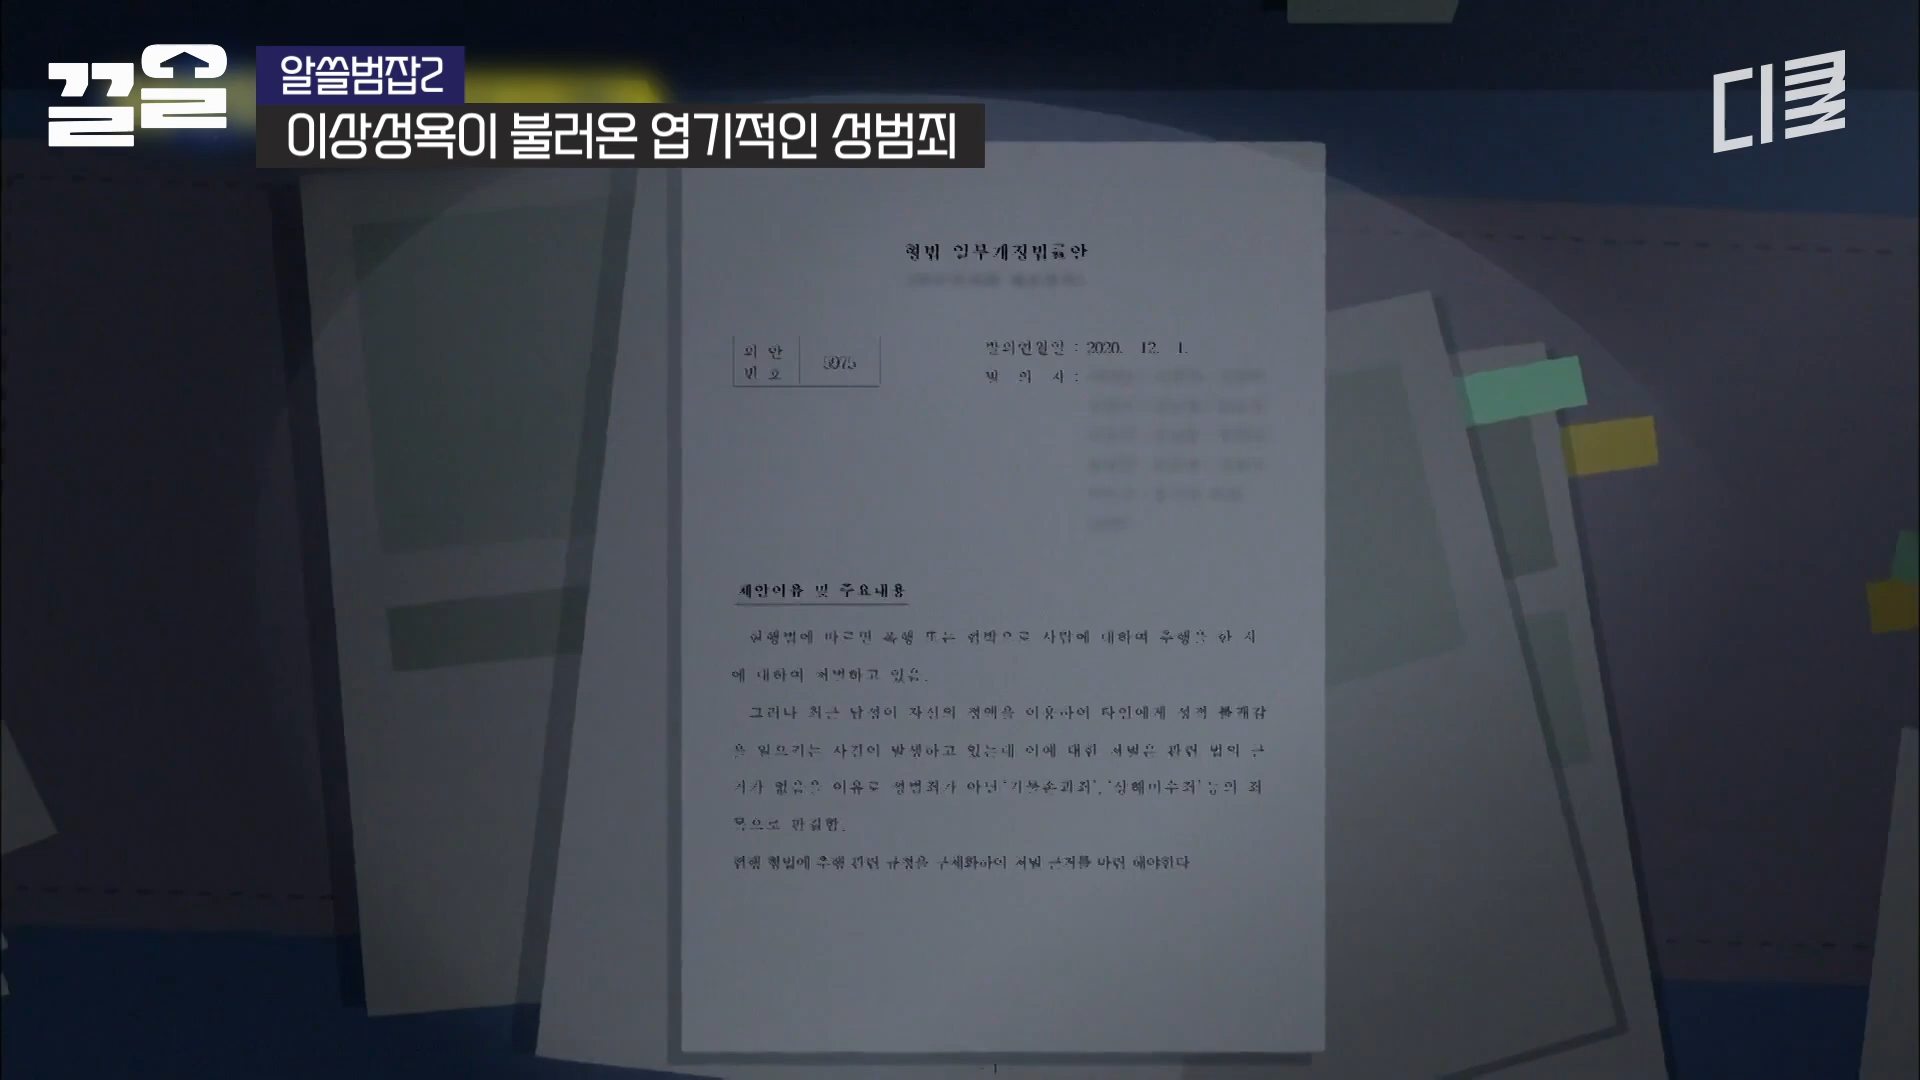 끌올
알쓸범잡2
이상성욕이 불러온 엽기적인 성범죄
디클
형법 일부개정법률안
의 안
번 호
5975
발의연월일 : 2020. 12. 1.
발 의 자 :
제안이유 및 주요내용
현행법에 따르면 폭행 또는 협박으로 사람에 대하여 추행을 한 자
에 대하여 처벌하고 있음.
그러나 최근 남성이 자신의 정액을 이용하여 타인에게 성적 불쾌감
을 일으키는 사건이 발생하고 있는데 이에 대한 처벌은 관련 법의 근
거가 없음을 이유로 성범죄가 아닌 '기물손괴죄', '상해미수죄' 등의 죄
목으로 판결함.
현행 형법에 추행 관련 규정을 구체화하여 처벌 근거를 마련 해야한다
- 1